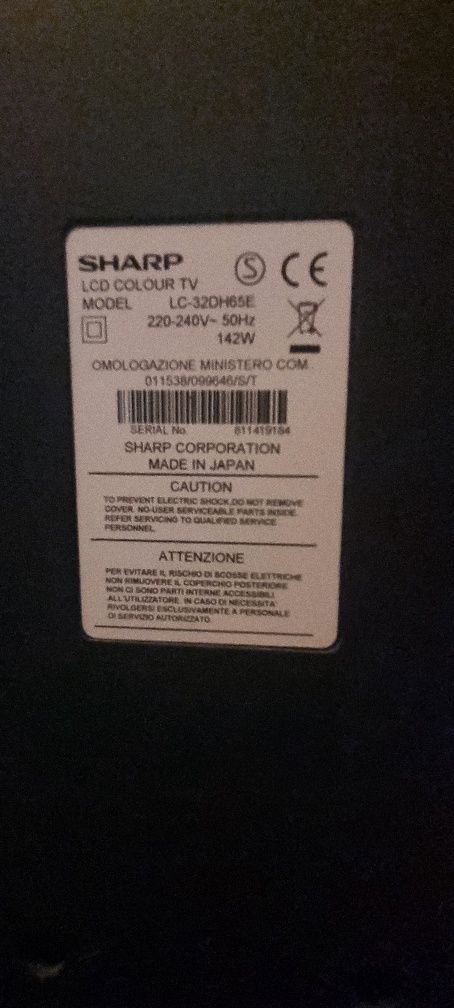 SHARP
LCD COLOUR TV
MODEL LC-32DH65E
220-240V~ 50Hz
142W
S CE
OMOLOGAZIONE MINISTERO COM.
011538/099646/S/T
SERIAL No. 811419184
SHARP CORPORATION
MADE IN JAPAN
CAUTION
TO PREVENT ELECTRIC SHOCK,DO NOT REMOVE
COVER. NO-USER SERVICEABLE PARTS INSIDE.
REFER SERVICING TO QUALIFIED SERVICE
PERSONNEL.
ATTENZIONE
PER EVITARE IL RISCHIO DI SCOSSE ELETTRICHE
NON RIMUOVERE IL COPERCHIO POSTERIORE
NON CI SONO PARTI INTERNE ACCESSIBILI
ALL'UTILIZZATORE. IN CASO DI NECESSITA'
RIVOLGERSI ESCLUSIVAMENTE A PERSONALE
DI SERVIZIO AUTORIZZATO.